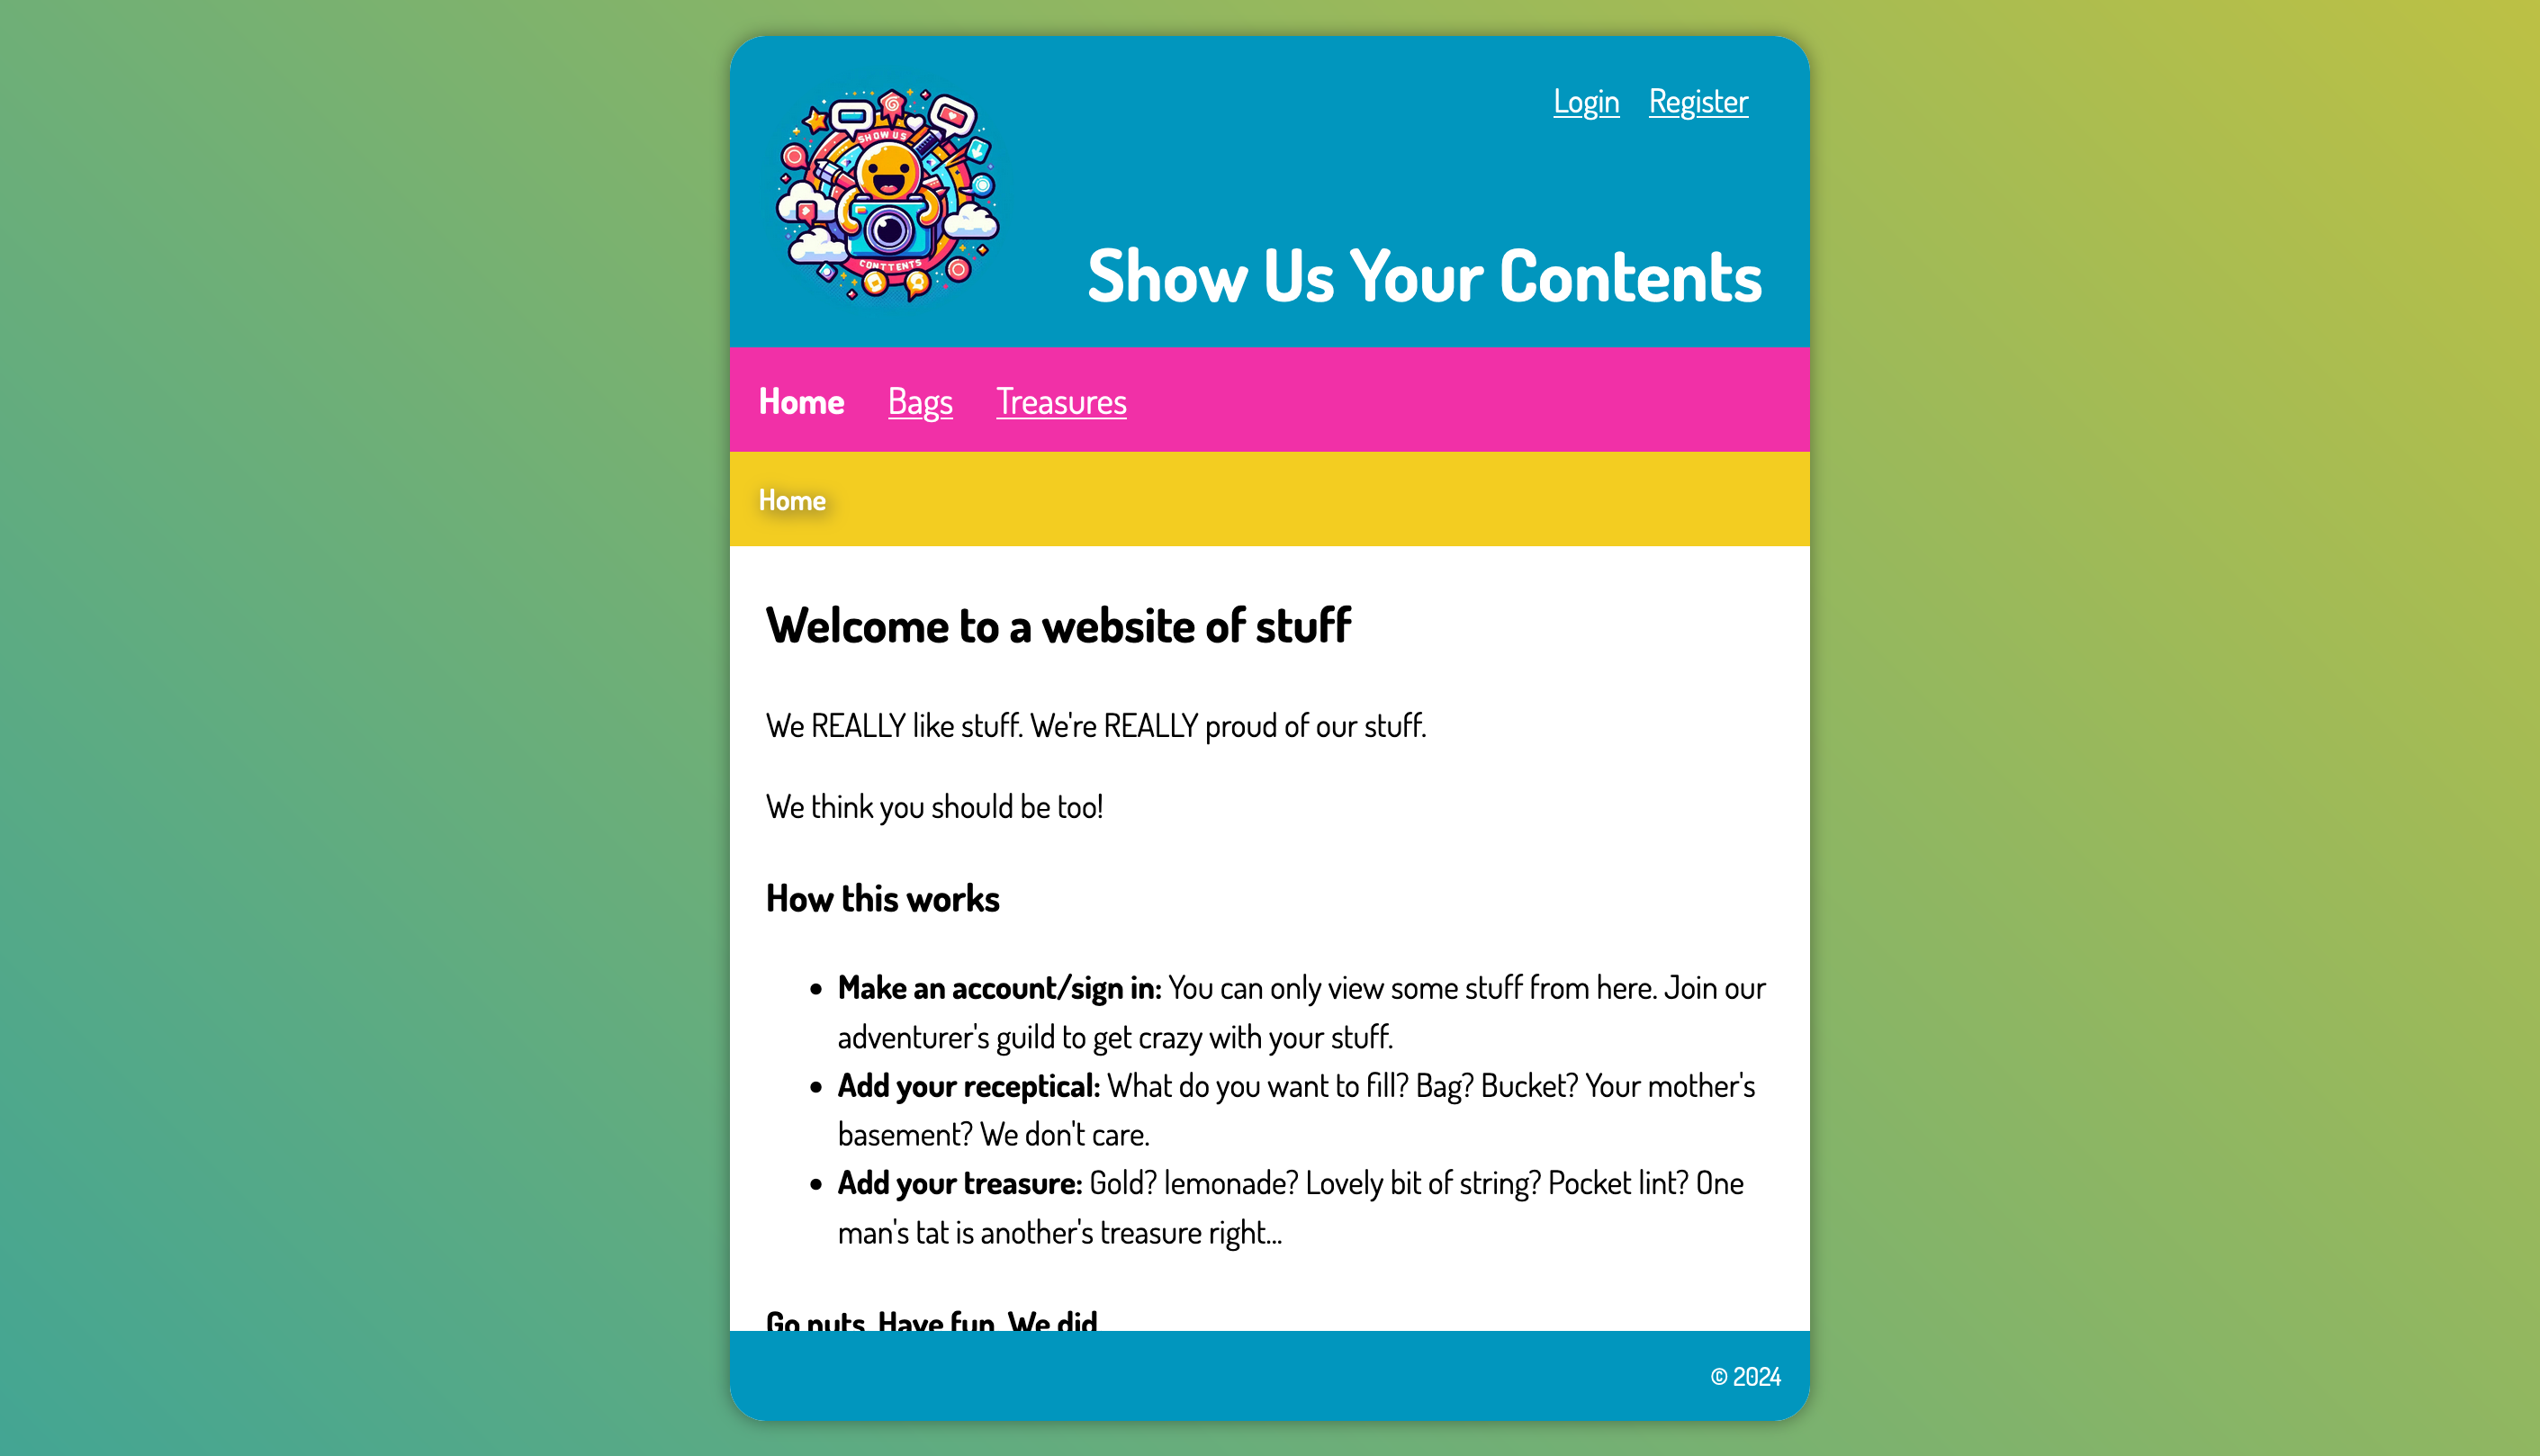 SHOW US
CONTTENTS
Login Register
Show Us Your Contents
Home Bags Treasures
Home
Welcome to a website of stuff
We REALLY like stuff. We're REALLY proud of our stuff.
We think you should be too!
How this works
• Make an account/sign in: You can only view some stuff from here. Join our
adventurer's guild to get crazy with your stuff.
• Add your receptical: What do you want to fill? Bag? Bucket? Your mother's
basement? We don't care.
• Add your treasure: Gold? lemonade? Lovely bit of string? Pocket lint? One
man's tat is another's treasure right...
Go nuts. Have fun. We did
© 2024